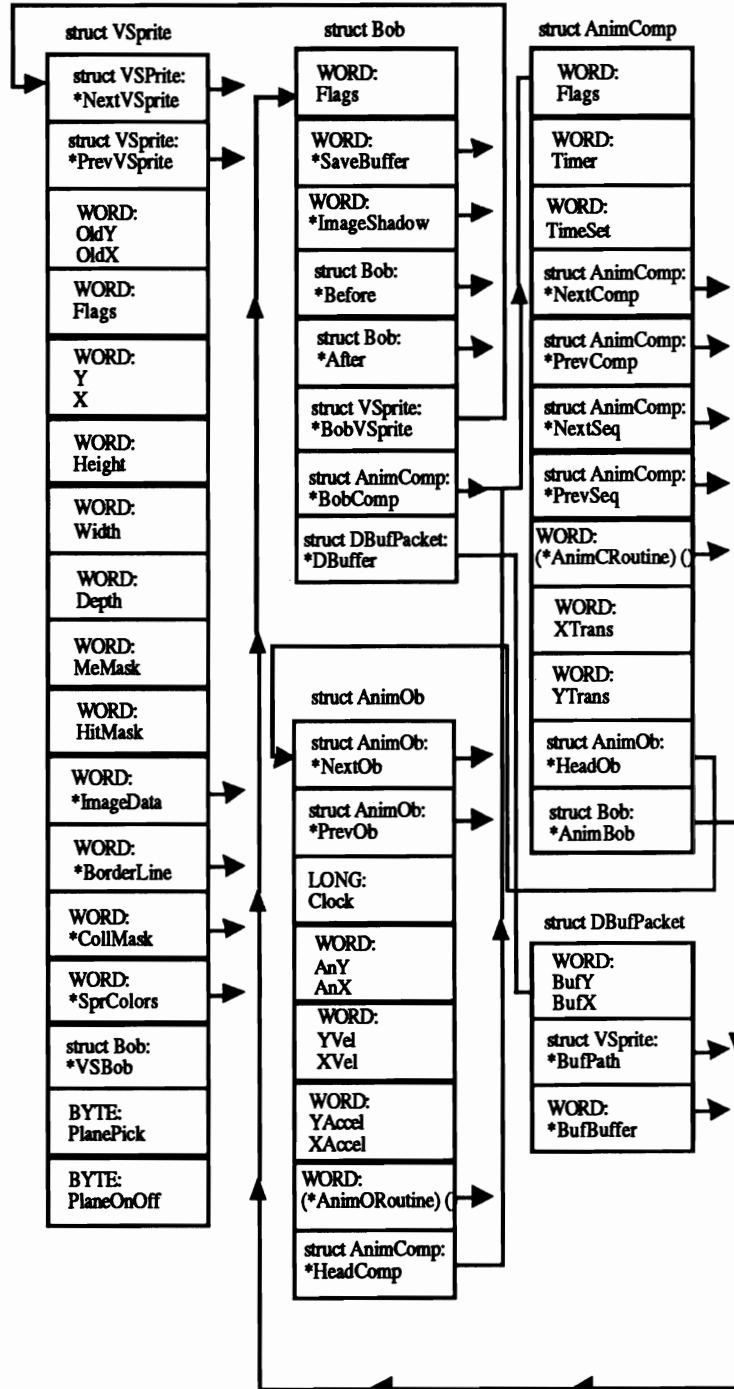 struct VSprite
struct VSPrite:
*NextVSprite
struct VSprite:
*PrevVSprite
WORD:
OldY
OldX
WORD:
Flags
WORD:
Y
X
WORD:
Height
WORD:
Width
WORD:
Depth
WORD:
MeMask
WORD:
HitMask
WORD:
*ImageData
WORD:
*BorderLine
WORD:
*CollMask
WORD:
*SprColors
struct Bob:
*VSBob
BYTE:
PlanePick
BYTE:
PlaneOnOff
struct Bob
WORD:
Flags
WORD:
*SaveBuffer
WORD:
*ImageShadow
struct Bob:
*Before
struct Bob:
*After
struct VSprite:
*BobVSprite
struct AnimComp:
*BobComp
struct DBufPacket:
*DBuffer
struct AnimOb
struct AnimOb:
*NextOb
struct AnimOb:
*PrevOb
LONG:
Clock
WORD:
AnY
AnX
WORD:
YVel
XVel
WORD:
YAccel
XAccel
WORD:
(*AnimORoutine) ()
struct AnimComp:
*HeadComp
struct AnimComp
WORD:
Flags
WORD:
Timer
WORD:
TimeSet
struct AnimComp:
*NextComp
struct AnimComp:
*PrevComp
struct AnimComp:
*NextSeq
struct AnimComp:
*PrevSeq
WORD:
(*AnimCRoutine) ()
WORD:
XTrans
WORD:
YTrans
struct AnimOb:
*HeadOb
struct Bob:
*AnimBob
struct DBufPacket
WORD:
BufY
BufX
struct VSprite:
*BufPath
WORD:
*BufBuffer